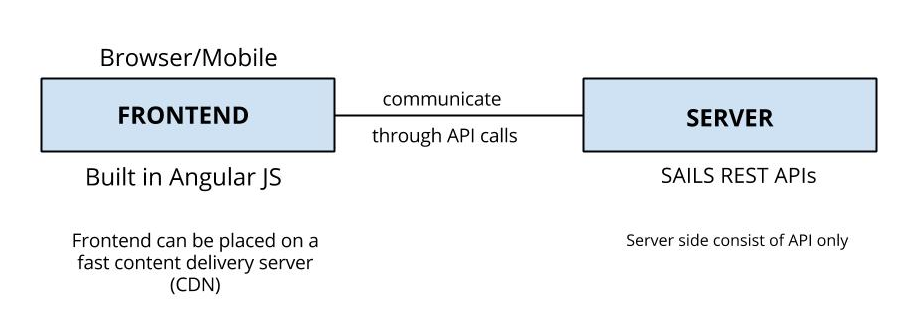 Browser/Mobile
FRONTEND
Built in Angular JS
Frontend can be placed on a
fast content delivery server
(CDN)
communicate
through API calls
SERVER
SAILS REST APIs
Server side consist of API only